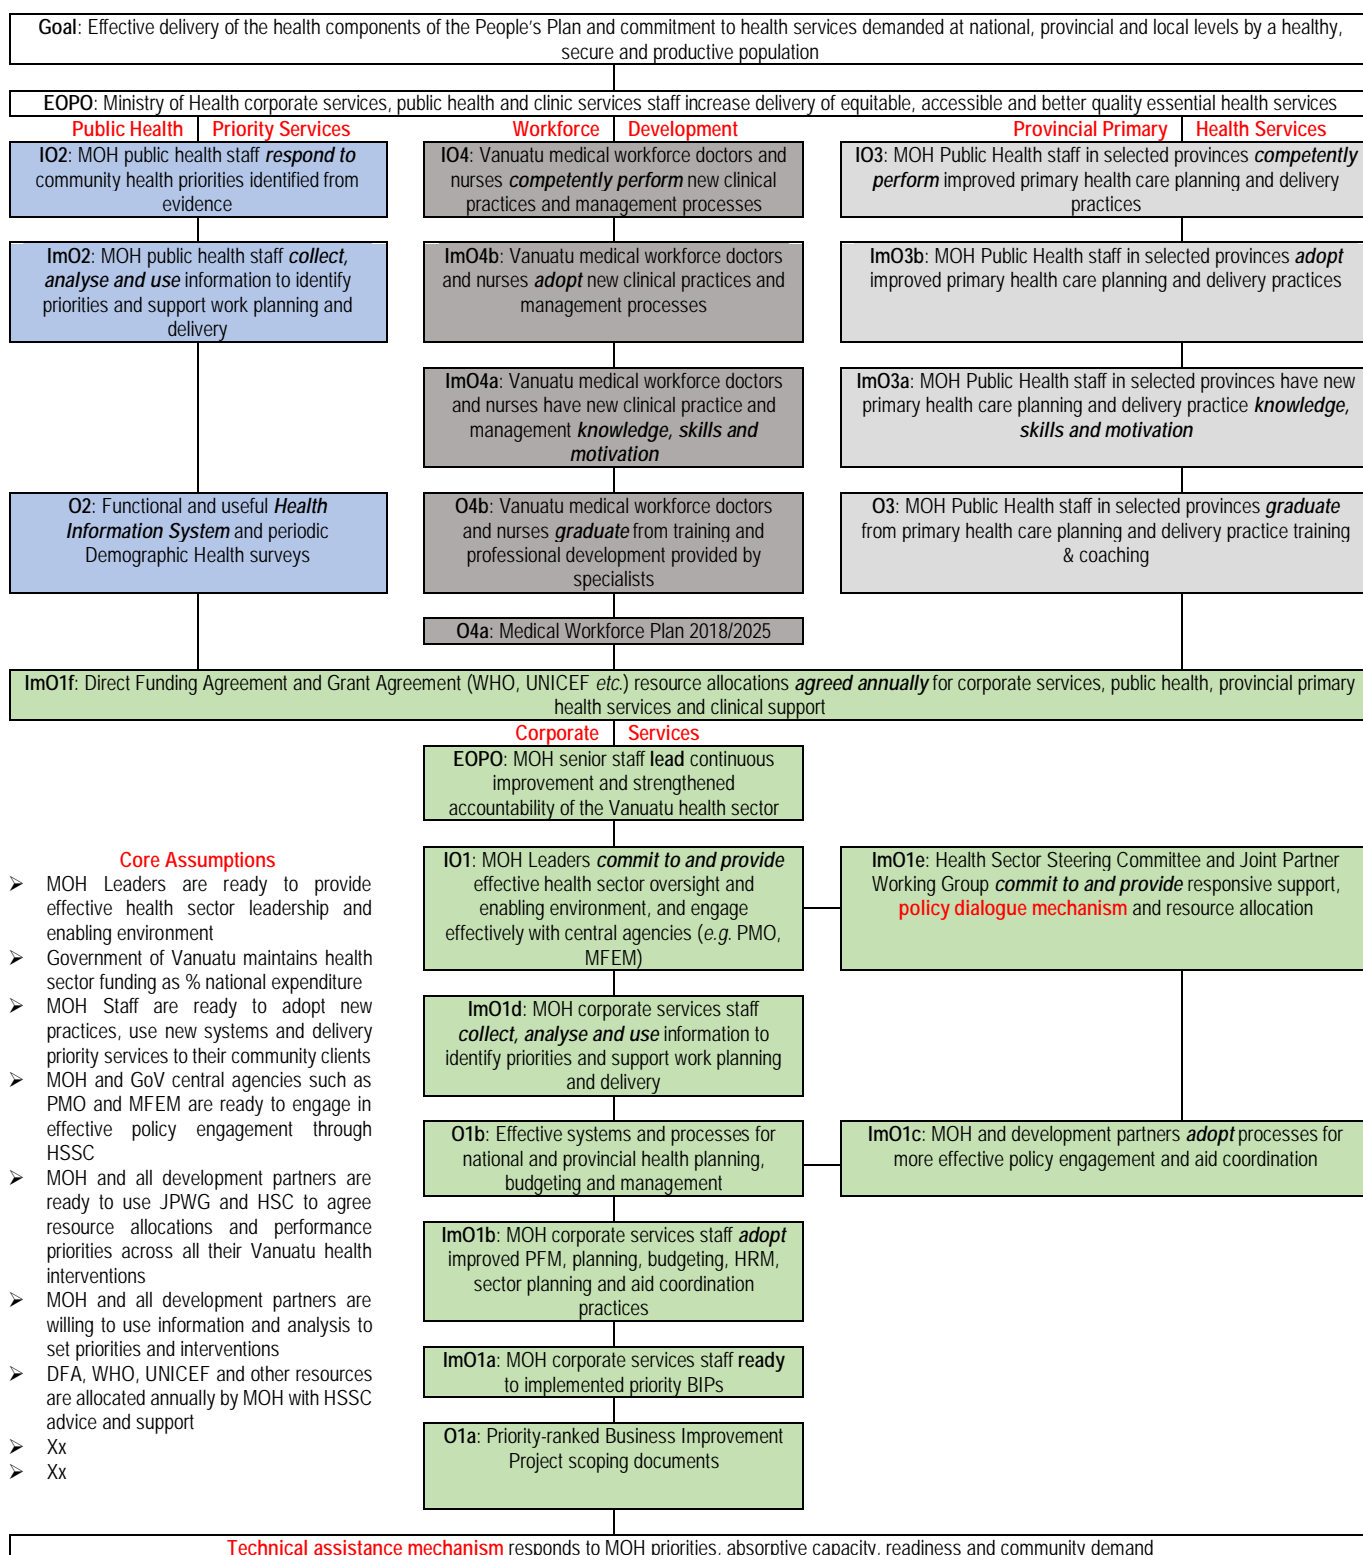 Goal: Effective delivery of the health components of the People's Plan and commitment to health services demanded at national, provincial and local levels by a healthy,
secure and productive population
EOPO: Ministry of Health corporate services, public health and clinic services staff increase delivery of equitable, accessible and better quality essential health services
Public Health Priority Services
IO2: MOH public health staff respond to
community health priorities identified from
evidence
ImO2: MOH public health staff collect,
analyse and use information to identify
priorities and support work planning and
delivery
O2: Functional and useful Health
Information System and periodic
Demographic Health surveys
Workforce Development
IO4: Vanuatu medical workforce doctors and
nurses competently perform new clinical
practices and management processes
ImO4b: Vanuatu medical workforce doctors
and nurses adopt new clinical practices and
management processes
ImO4a: Vanuatu medical workforce doctors
and nurses have new clinical practice and
management knowledge, skills and
motivation
O4b: Vanuatu medical workforce doctors
and nurses graduate from training and
professional development provided by
specialists
O4a: Medical Workforce Plan 2018/2025
Provincial Primary Health Services
IO3: MOH Public Health staff in selected provinces competently
perform improved primary health care planning and delivery
practices
ImO3b: MOH Public Health staff in selected provinces adopt
improved primary health care planning and delivery practices
ImO3a: MOH Public Health staff in selected provinces have new
primary health care planning and delivery practice knowledge,
skills and motivation
O3: MOH Public Health staff in selected provinces graduate
from primary health care planning and delivery practice training
& coaching
ImO1f: Direct Funding Agreement and Grant Agreement (WHO, UNICEF etc.) resource allocations agreed annually for corporate services, public health, provincial primary
health services and clinical support
Corporate Services
EOPO: MOH senior staff lead continuous
improvement and strengthened
accountability of the Vanuatu health sector
IO1: MOH Leaders commit to and provide
effective health sector oversight and
enabling environment, and engage
effectively with central agencies (e.g. PMO,
MFEM)
ImO1e: Health Sector Steering Committee and Joint Partner
Working Group commit to and provide responsive support,
policy dialogue mechanism and resource allocation
ImO1d: MOH corporate services staff
collect, analyse and use information to
identify priorities and support work planning
and delivery
O1b: Effective systems and processes for
national and provincial health planning,
budgeting and management
ImO1c: MOH and development partners adopt processes for
more effective policy engagement and aid coordination
ImO1b: MOH corporate services staff adopt
improved PFM, planning, budgeting, HRM,
sector planning and aid coordination
practices
ImO1a: MOH corporate services staff ready
to implemented priority BIPs
O1a: Priority-ranked Business Improvement
Project scoping documents
Core Assumptions
➢ MOH Leaders are ready to provide
effective health sector leadership and
enabling environment
➢ Government of Vanuatu maintains health
sector funding as % national expenditure
➢ MOH Staff are ready to adopt new
practices, use new systems and delivery
priority services to their community clients
➢ MOH and GoV central agencies such as
PMO and MFEM are ready to engage in
effective policy engagement through
HSSC
➢ MOH and all development partners are
ready to use JPWG and HSC to agree
resource allocations and performance
priorities across all their Vanuatu health
interventions
➢ MOH and all development partners are
willing to use information and analysis to
set priorities and interventions
➢ DFA, WHO, UNICEF and other resources
are allocated annually by MOH with HSSC
advice and support
➢ Xx
➢ Xx
Technical assistance mechanism responds to MOH priorities, absorptive capacity, readiness and community demand